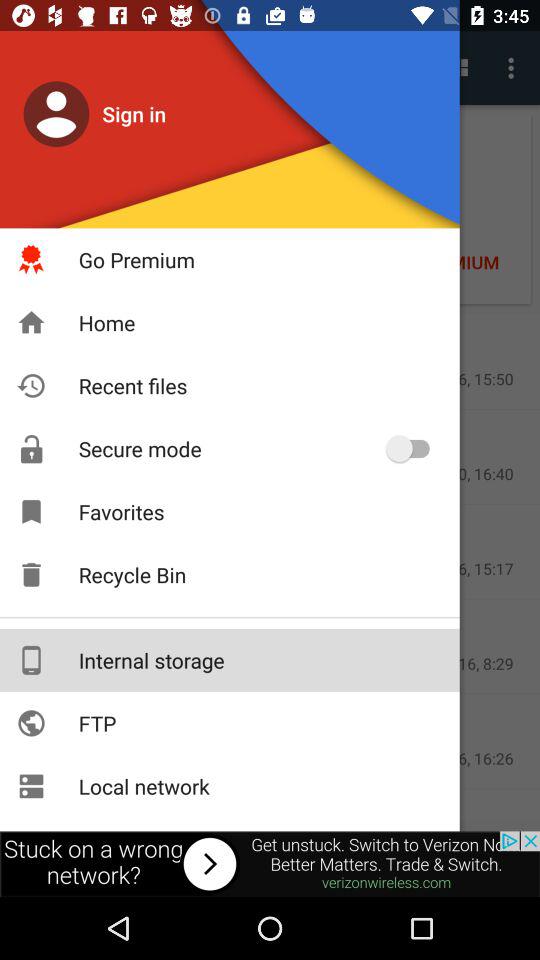 3:45
Sign in
Go Premium
MIUM
Home
Recent files
6, 15:50
Secure mode
0, 16:40
Favorites
Recycle Bin
6, 15:17
Internal storage
16, 8:29
FTP
6, 16:26
Local network
Stuck on a wrong
network?
Get unstuck. Switch to Verizon No
Better Matters. Trade & Switch.
verizonwireless.com